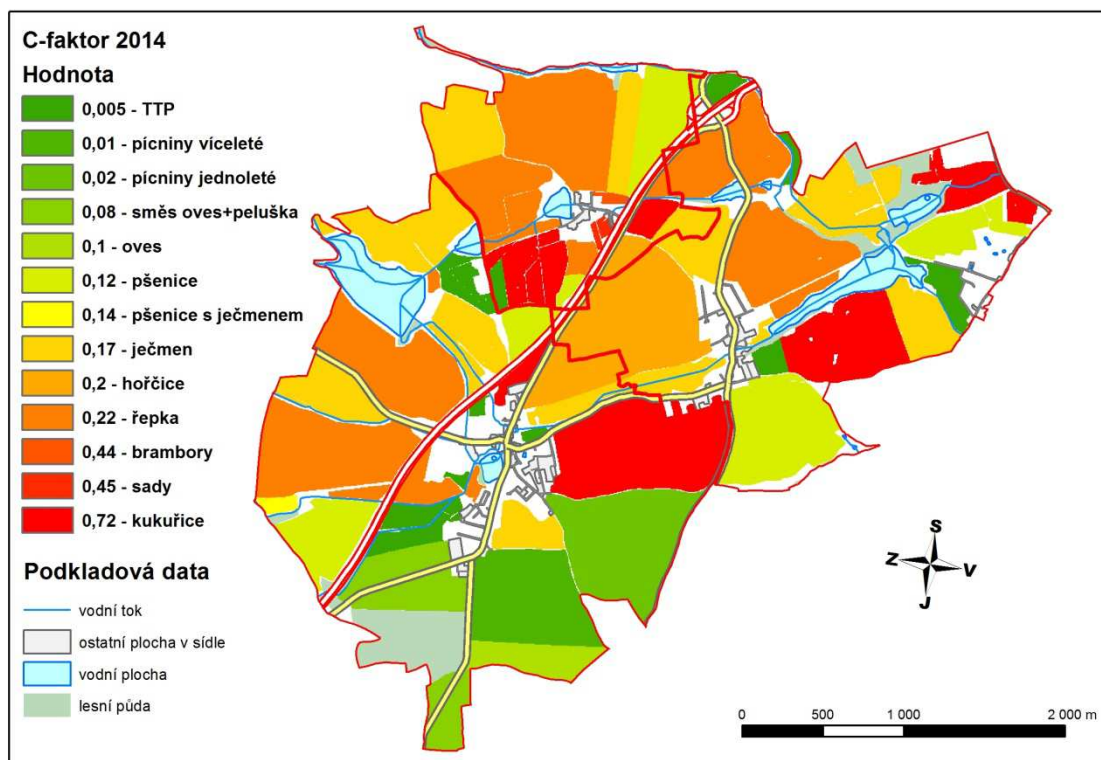 C-faktor 2014
Hodnota
0,005 - TTP
0,01 - pícniny víceleté
0,02 - pícniny jednoleté
0,08 - směs oves+peluška
0,1 - oves
0,12 - pšenice
0,14 - pšenice s ječmenem
0,17 - ječmen
0,2 - hořčice
0,22 - řepka
0,44 - brambory
0,45 - sady
0,72 - kukuřice
Podkladová data
vodní tok
ostatní plocha v sídle
vodní plocha
lesní půda
S
Z
V
J
0 500 1 000 2 000 m